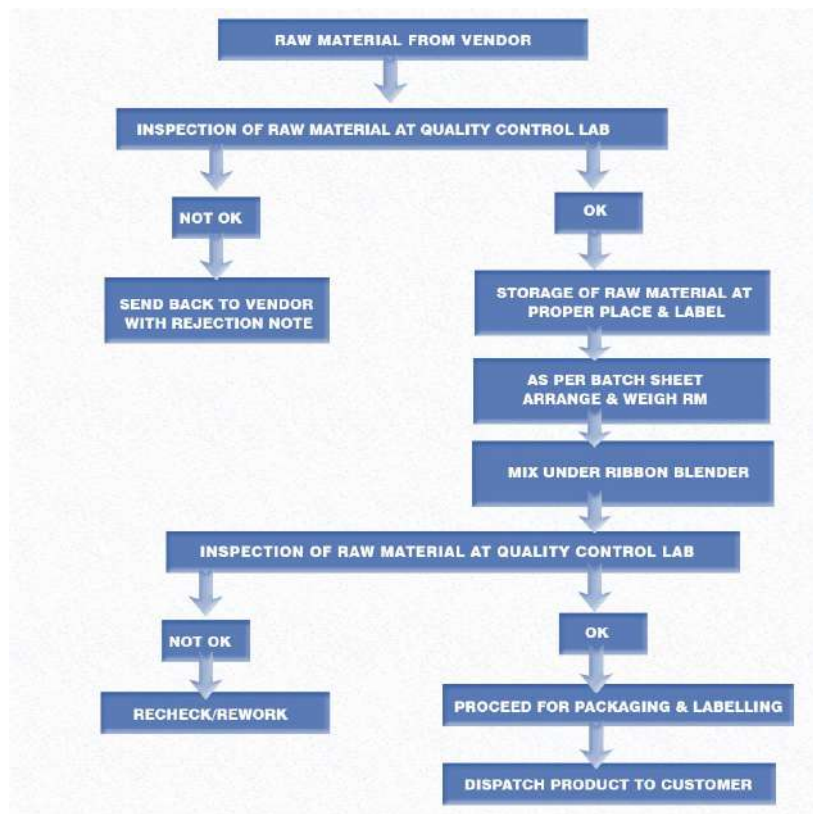 RAW MATERIAL FROM VENDOR
INSPECTION OF RAW MATERIAL AT QUALITY CONTROL LAB
NOT OK
OK
SEND BACK TO VENDOR
WITH REJECTION NOTE
STORAGE OF RAW MATERIAL AT
PROPER PLACE & LABEL
AS PER BATCH SHEET
ARRANGE & WEIGH RM
MIX UNDER RIBBON BLENDER
INSPECTION OF RAW MATERIAL AT QUALITY CONTROL LAB
NOT OK
OK
RECHECK/REWORK
PROCEED FOR PACKAGING & LABELLING
DISPATCH PRODUCT TO CUSTOMER